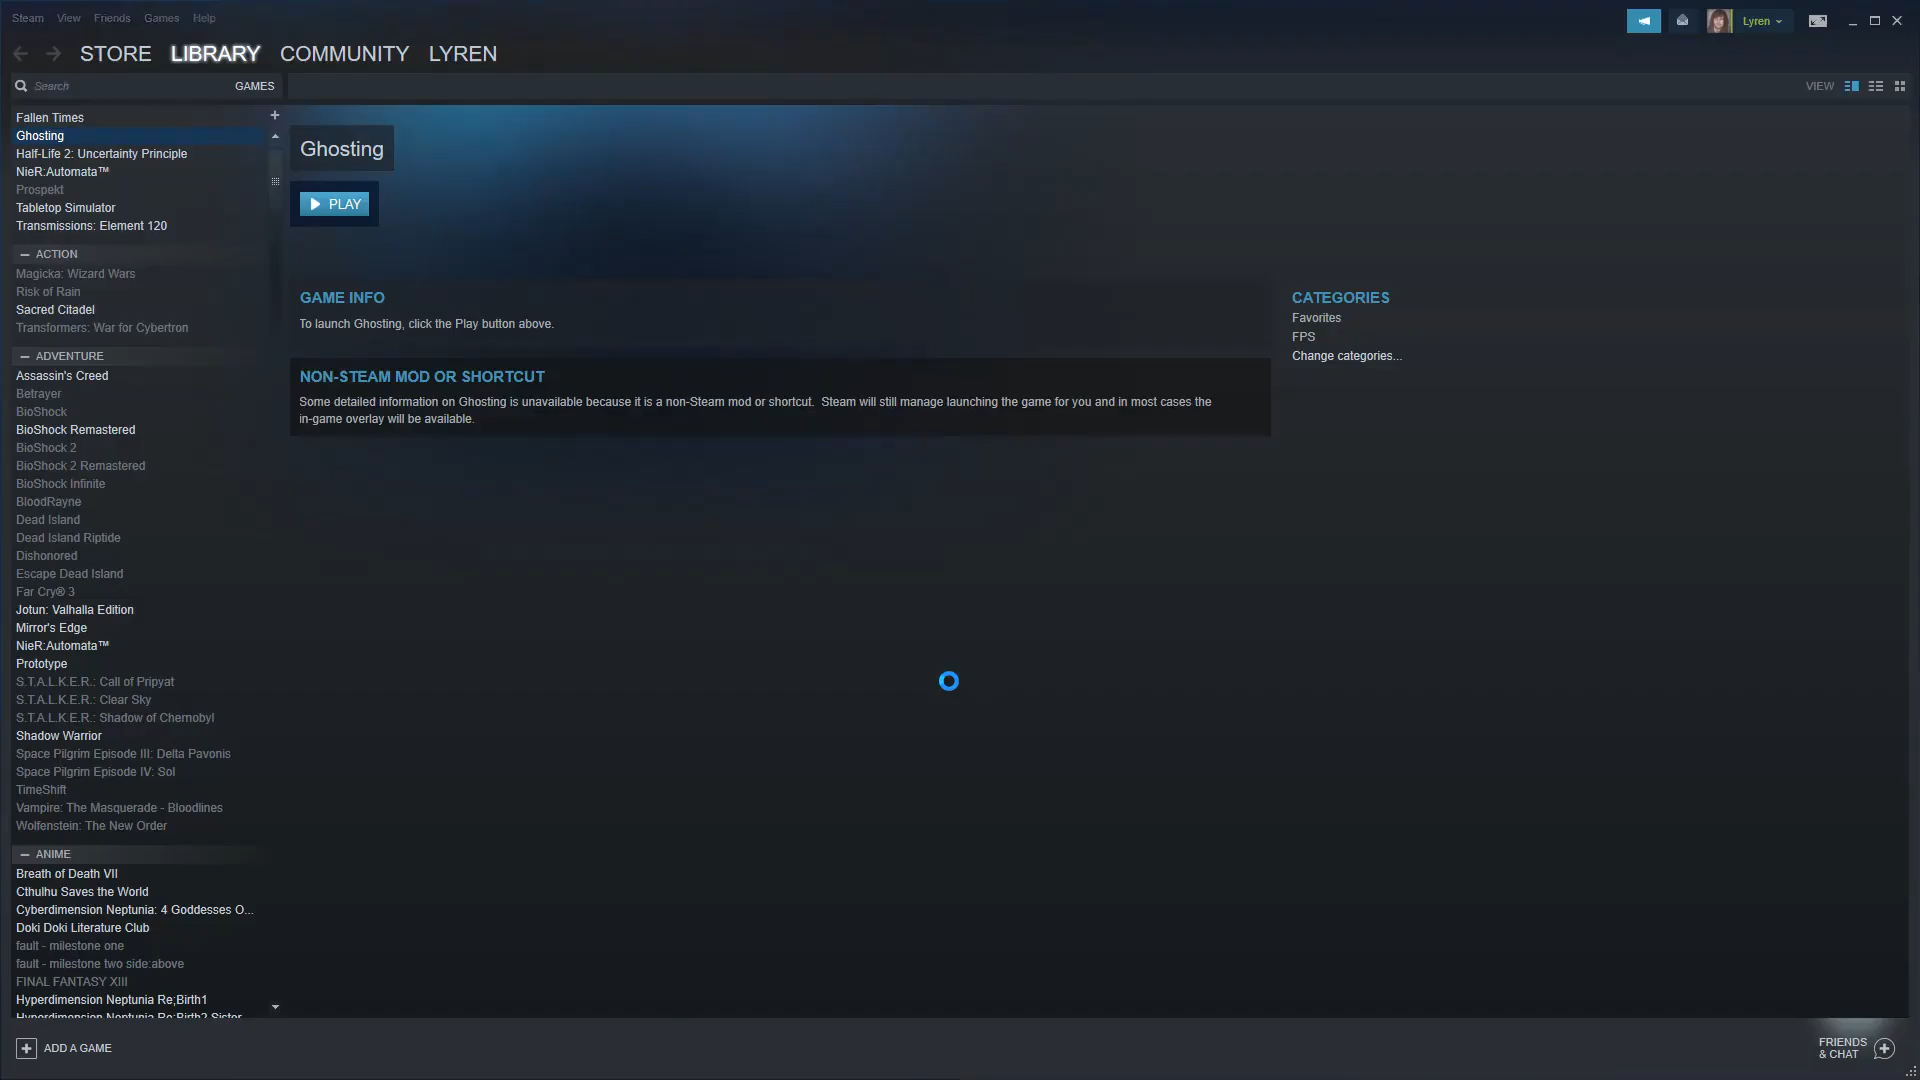 Steam View Friends Games Help
Lyren
STORE LIBRARY COMMUNITY LYREN
Search GAMES
VIEW
Fallen Times
Ghosting
Half-Life 2: Uncertainty Principle
NieR:Automata™
Prospekt
Tabletop Simulator
Transmissions: Element 120
ACTION
Magicka: Wizard Wars
Risk of Rain
Sacred Citadel
Transformers: War for Cybertron
ADVENTURE
Assassin's Creed
Betrayer
BioShock
BioShock Remastered
BioShock 2
BioShock 2 Remastered
BioShock Infinite
BloodRayne
Dead Island
Dead Island Riptide
Dishonored
Escape Dead Island
Far Cry® 3
Jotun: Valhalla Edition
Mirror's Edge
NieR:Automata™
Prototype
S.T.A.L.K.E.R.: Call of Pripyat
S.T.A.L.K.E.R.: Clear Sky
S.T.A.L.K.E.R.: Shadow of Chernobyl
Shadow Warrior
Space Pilgrim Episode III: Delta Pavonis
Space Pilgrim Episode IV: Sol
TimeShift
Vampire: The Masquerade - Bloodlines
Wolfenstein: The New Order
ANIME
Breath of Death VII
Cthulhu Saves the World
Cyberdimension Neptunia: 4 Goddesses O...
Doki Doki Literature Club
fault - milestone one
fault - milestone two side:above
FINAL FANTASY XIII
Hyperdimension Neptunia Re;Birth1
Hyperdimension Neptunia Re;Birth2 Sister
Ghosting
PLAY
GAME INFO
To launch Ghosting, click the Play button above.
NON-STEAM MOD OR SHORTCUT
Some detailed information on Ghosting is unavailable because it is a non-Steam mod or shortcut. Steam will still manage launching the game for you and in most cases the
in-game overlay will be available.
CATEGORIES
Favorites
FPS
Change categories...
ADD A GAME
FRIENDS
& CHAT